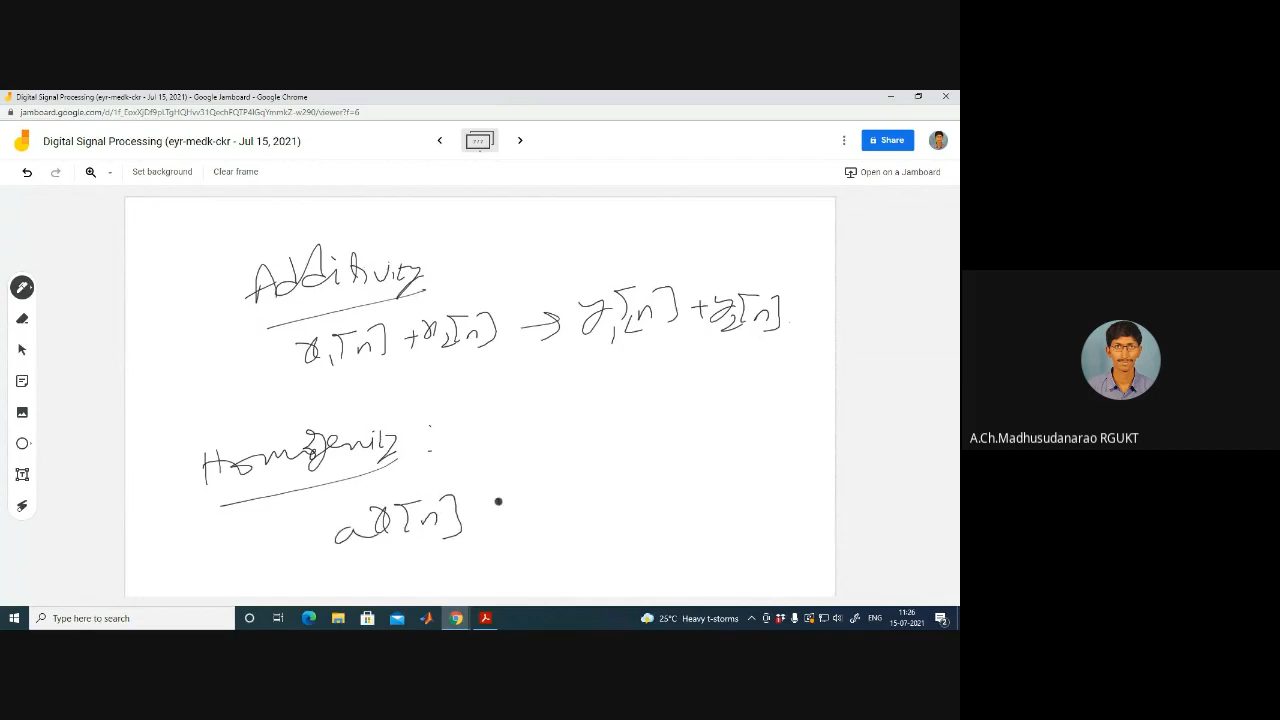 Digital Signal Processing (eyr-medk-ckr - Jul 15, 2021) - Google Jamboard - Google Chrome
Digital Signal Processing (eyr-medk-ckr - Jul 15, 2021)
Share
Set background Clear frame
Open on a Jamboard
Additivity
x₁[n] + x₂[n] → y₁[n] + y₂[n]
Homogenity :
a x[n]
A.Ch.Madhusudanarao RGUKT
Type here to search
25°C Heavy t-storms
ENG
11:26
15-07-2021
2